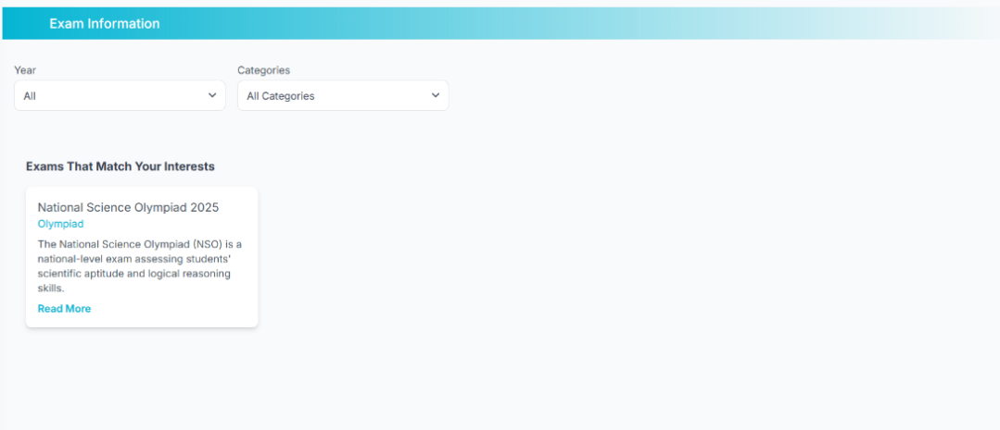 Exam Information
Year
Categories
All
All Categories
Exams That Match Your Interests
National Science Olympiad 2025
Olympiad
The National Science Olympiad (NSO) is a
national-level exam assessing students'
scientific aptitude and logical reasoning
skills.
Read More